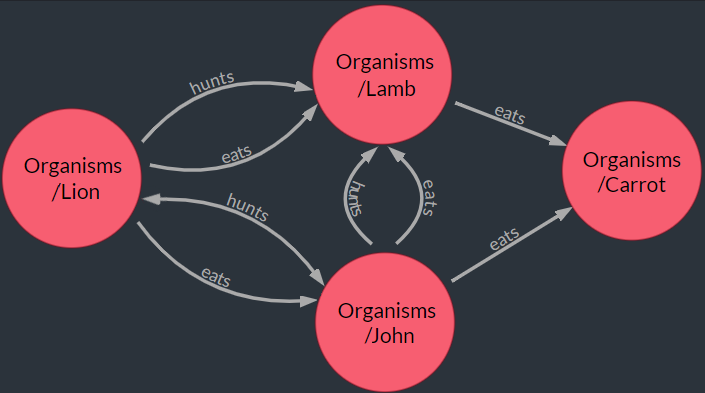 Organisms
/Lamb
hunts
eats
eats
Organisms
/Lion
Organisms
/Carrot
hunts
hunts
eats
eats
eats
Organisms
/John